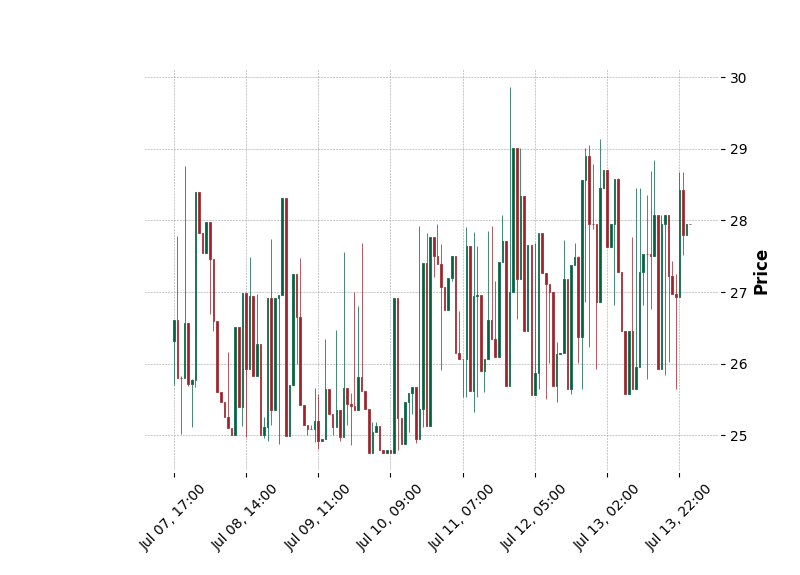 30
29
28
27
26
25
Price
Jul 07, 17:00
Jul 08, 14:00
Jul 09, 11:00
Jul 10, 09:00
Jul 11, 07:00
Jul 12, 05:00
Jul 13, 02:00
Jul 13, 22:00